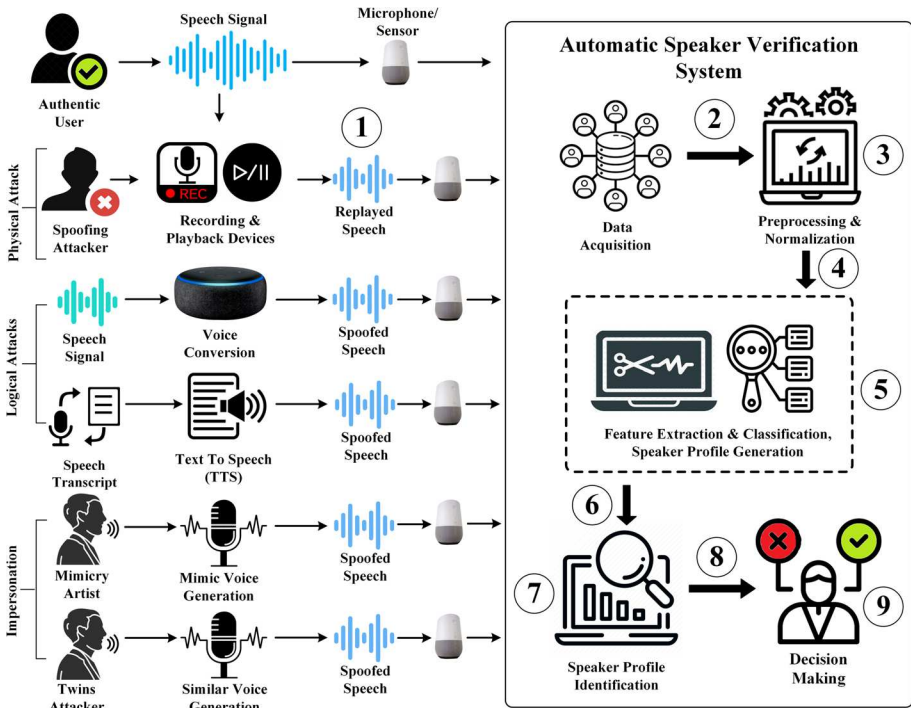 Speech Signal
Microphone/
Sensor
Authentic
User
Physical Attack
Spoofing
Attacker
REC
Recording &
Playback Devices
1
Replayed
Speech
Logical Attacks
Speech
Signal
Voice
Conversion
Spoofed
Speech
Speech
Transcript
Text To Speech
(TTS)
Spoofed
Speech
Impersonation
Mimicry
Artist
Mimic Voice
Generation
Spoofed
Speech
Twins
Attacker
Similar Voice
Generation
Spoofed
Speech
Automatic Speaker Verification
System
Data
Acquisition
2
3
Preprocessing &
Normalization
4
5
Feature Extraction & Classification,
Speaker Profile Generation
6
7
Speaker Profile
Identification
8
9
Decision
Making